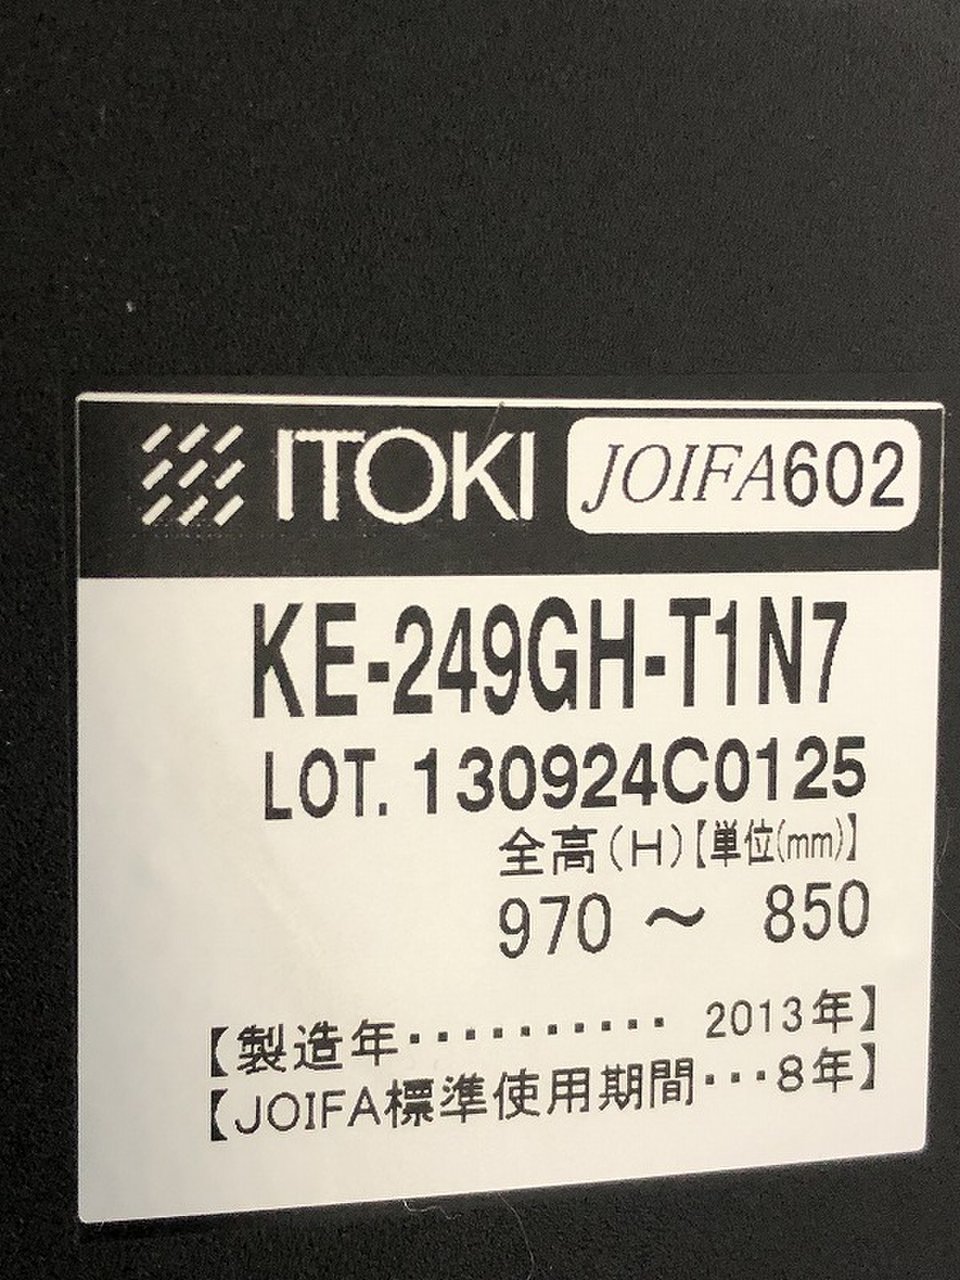 ITOKI JOIFA602
KE-249GH-T1N7
LOT. 130924C0125
全高(H)【単位(mm)】
970 ～ 850
【製造年・・・・・・・・・・ 2013年】
【JOIFA標準使用期間・・・8年】